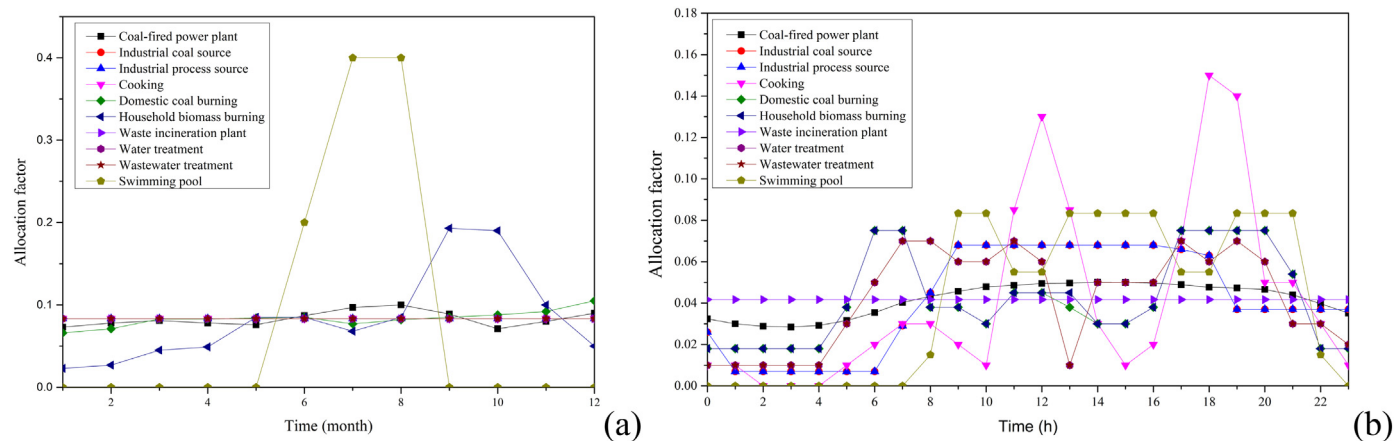 Coal-fired power plant
Industrial coal source
Industrial process source
Cooking
Domestic coal burning
Household biomass burning
Waste incineration plant
Water treatment
Wastewater treatment
Swimming pool
Allocation factor
0.4
0.3
0.2
0.1
0.0
2
4
6
8
10
12
Time (month)
(a)
Coal-fired power plant
Industrial coal source
Industrial process source
Cooking
Domestic coal burning
Household biomass burning
Waste incineration plant
Water treatment
Wastewater treatment
Swimming pool
Allocation factor
0.18
0.16
0.14
0.12
0.10
0.08
0.06
0.04
0.02
0.00
0
2
4
6
8
10
12
14
16
18
20
22
Time (h)
(b)